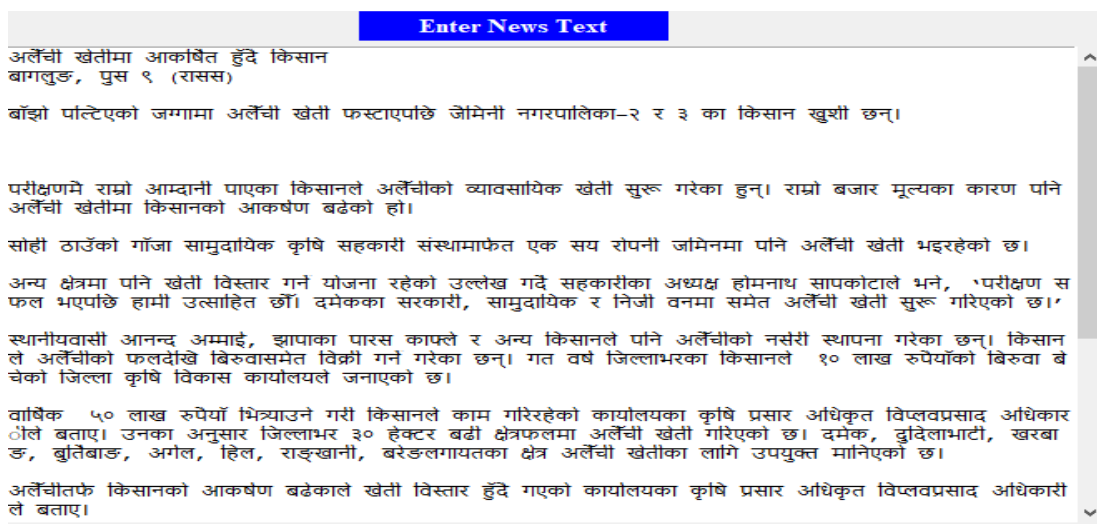 Enter News Text
अलैँची खेतीमा आकर्षित हुँदै किसान
बागलुङ, पुस ९ (रासस)
बाँझो पल्टिएको जग्गामा अलैँची खेती फस्टाएपछि जैमिनी नगरपालिका–२ र ३ का किसान खुशी छन्।
परीक्षणमै राम्रो आम्दानी पाएका किसानले अलैँचीको व्यावसायिक खेती सुरू गरेका हुन्। राम्रो बजार मूल्यका कारण पनि
अलैँची खेतीमा किसानको आकर्षण बढेको हो।
सोही ठाउँको गाँजा सामुदायिक कृषि सहकारी संस्थामार्फत एक सय रोपनी जमिनमा पनि अलैँची खेती भइरहेको छ।
अन्य क्षेत्रमा पनि खेती विस्तार गर्ने योजना रहेको उल्लेख गर्दै सहकारीका अध्यक्ष होमनाथ सापकोटाले भने, ‘परीक्षण स
फल भएपछि हामी उत्साहित छौँ। दमेकका सरकारी, सामुदायिक र निजी वनमा समेत अलैँची खेती सुरू गरिएको छ।’
स्थानीयवासी आनन्द अम्माई, झापाका पारस काफ्ले र अन्य किसानले पनि अलैँचीको नर्सरी स्थापना गरेका छन्। किसान
ले अलैँचीको फलदेखि बिरुवासमेत विक्री गर्ने गरेका छन्। गत वर्ष जिल्लाभरका किसानले १० लाख रुपैयाँको बिरुवा बे
चेको जिल्ला कृषि विकास कार्यालयले जनाएको छ।
वार्षिक ५० लाख रुपैयाँ भित्र्याउने गरी किसानले काम गरिरहेको कार्यालयका कृषि प्रसार अधिकृत विप्लवप्रसाद अधिकार
ीले बताए। उनका अनुसार जिल्लाभर ३० हेक्टर बढी क्षेत्रफलमा अलैँची खेती गरिएको छ। दमेक, दुदिलाभाटी, खरबा
ङ, बुर्तिबाङ, अर्गल, हिल, राङ्खानी, बरेङलगायतका क्षेत्र अलैँची खेतीका लागि उपयुक्त मानिएको छ।
अलैँचीतर्फ किसानको आकर्षण बढेकाले खेती विस्तार हुँदै गएको कार्यालयका कृषि प्रसार अधिकृत विप्लवप्रसाद अधिकारी
ले बताए।